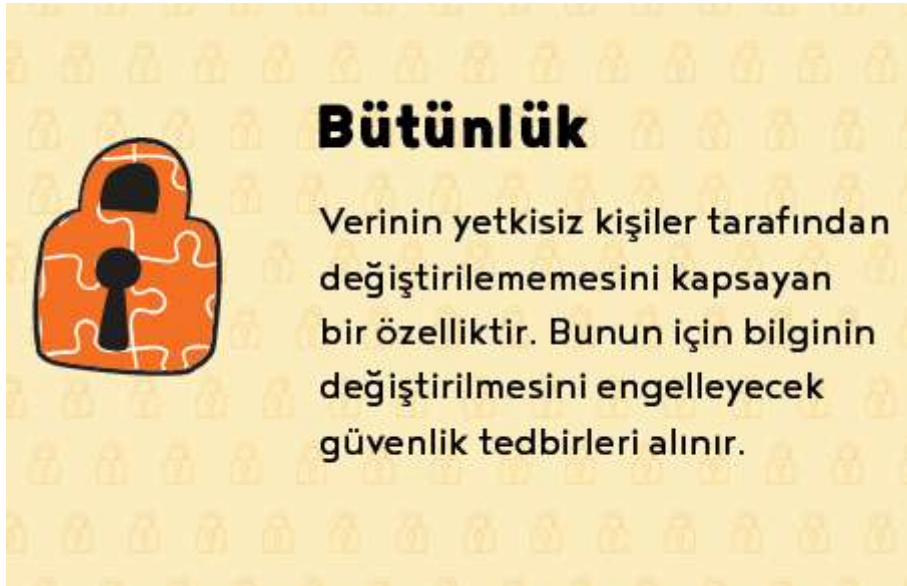 Bütünlük
Verinin yetkisiz kişiler tarafından
değiştirilememesini kapsayan
bir özelliktir. Bunun için bilginin
değiştirilmesini engelleyecek
güvenlik tedbirleri alınır.